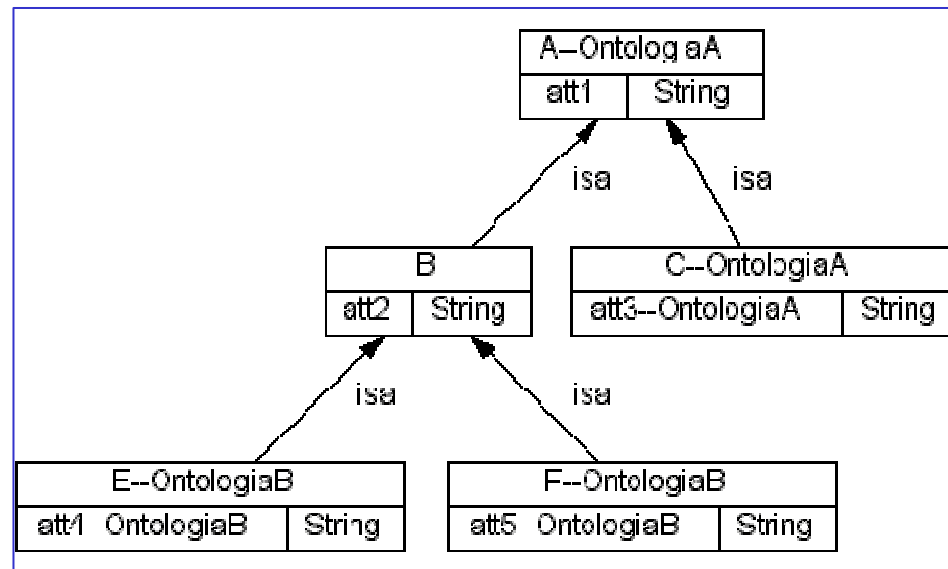 A--OntologiaA
att1 String
isa isa
B C--OntologiaA
att2 String att3--OntologiaA String
isa isa
E--OntologiaB F--OntologiaB
att4 OntologiaB String att5 OntologiaB String